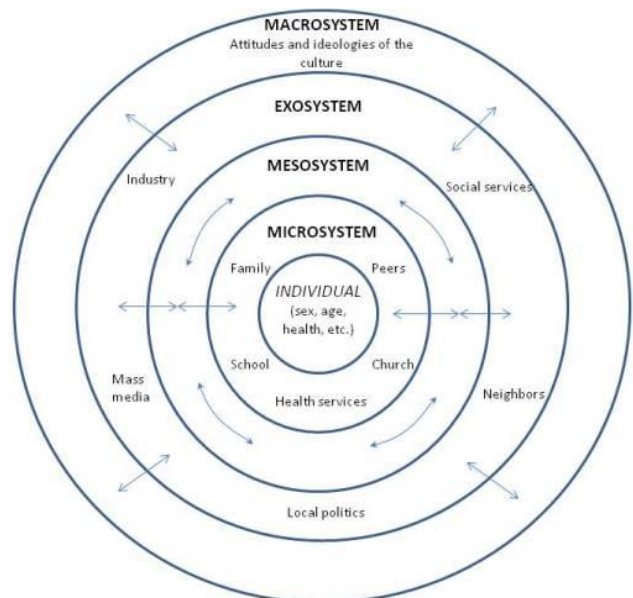 MACROSYSTEM
Attitudes and ideologies of the
culture
EXOSYSTEM
MESOSYSTEM
Industry
Social services
MICROSYSTEM
Family
Peers
INDIVIDUAL
(sex, age,
health, etc.)
School
Church
Mass
media
Health services
Neighbors
Local politics